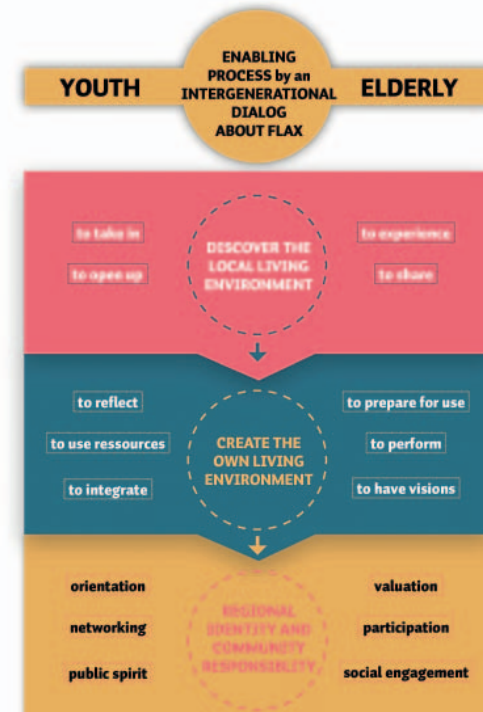 YOUTH
ENABLING
PROCESS by an
INTERGENERATIONAL
DIALOG
ABOUT FLAX
ELDERLY
to take in
to open up
DISCOVER THE
LOCAL LIVING
ENVIRONMENT
to experience
to share
to reflect
to use ressources
to integrate
CREATE THE
OWN LIVING
ENVIRONMENT
to prepare for use
to perform
to have visions
orientation
networking
public spirit
REGIONAL
IDENTITY AND
COMMUNITY
RESPONSIBLITY
valuation
participation
social engagement